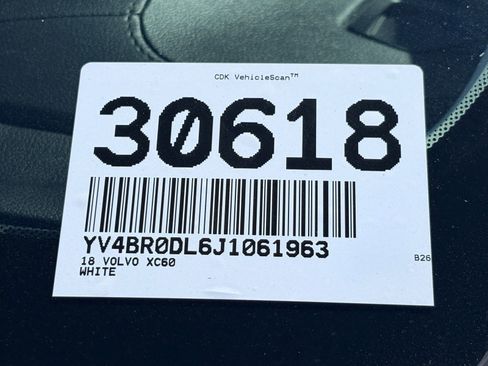 CDK VehicleScan™
30618
YV4BR0DL6J1061963
18 VOLVO XC60
WHITE
B26